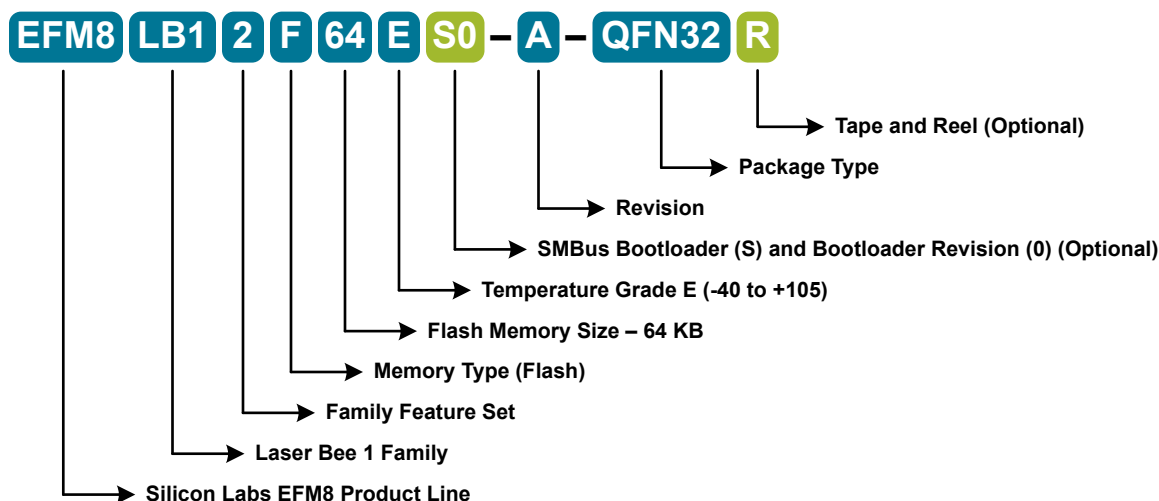 EFM8 LB1 2 F 64 E S0 – A – QFN32 R
Tape and Reel (Optional)
Package Type
Revision
SMBus Bootloader (S) and Bootloader Revision (0) (Optional)
Temperature Grade E (-40 to +105)
Flash Memory Size – 64 KB
Memory Type (Flash)
Family Feature Set
Laser Bee 1 Family
Silicon Labs EFM8 Product Line